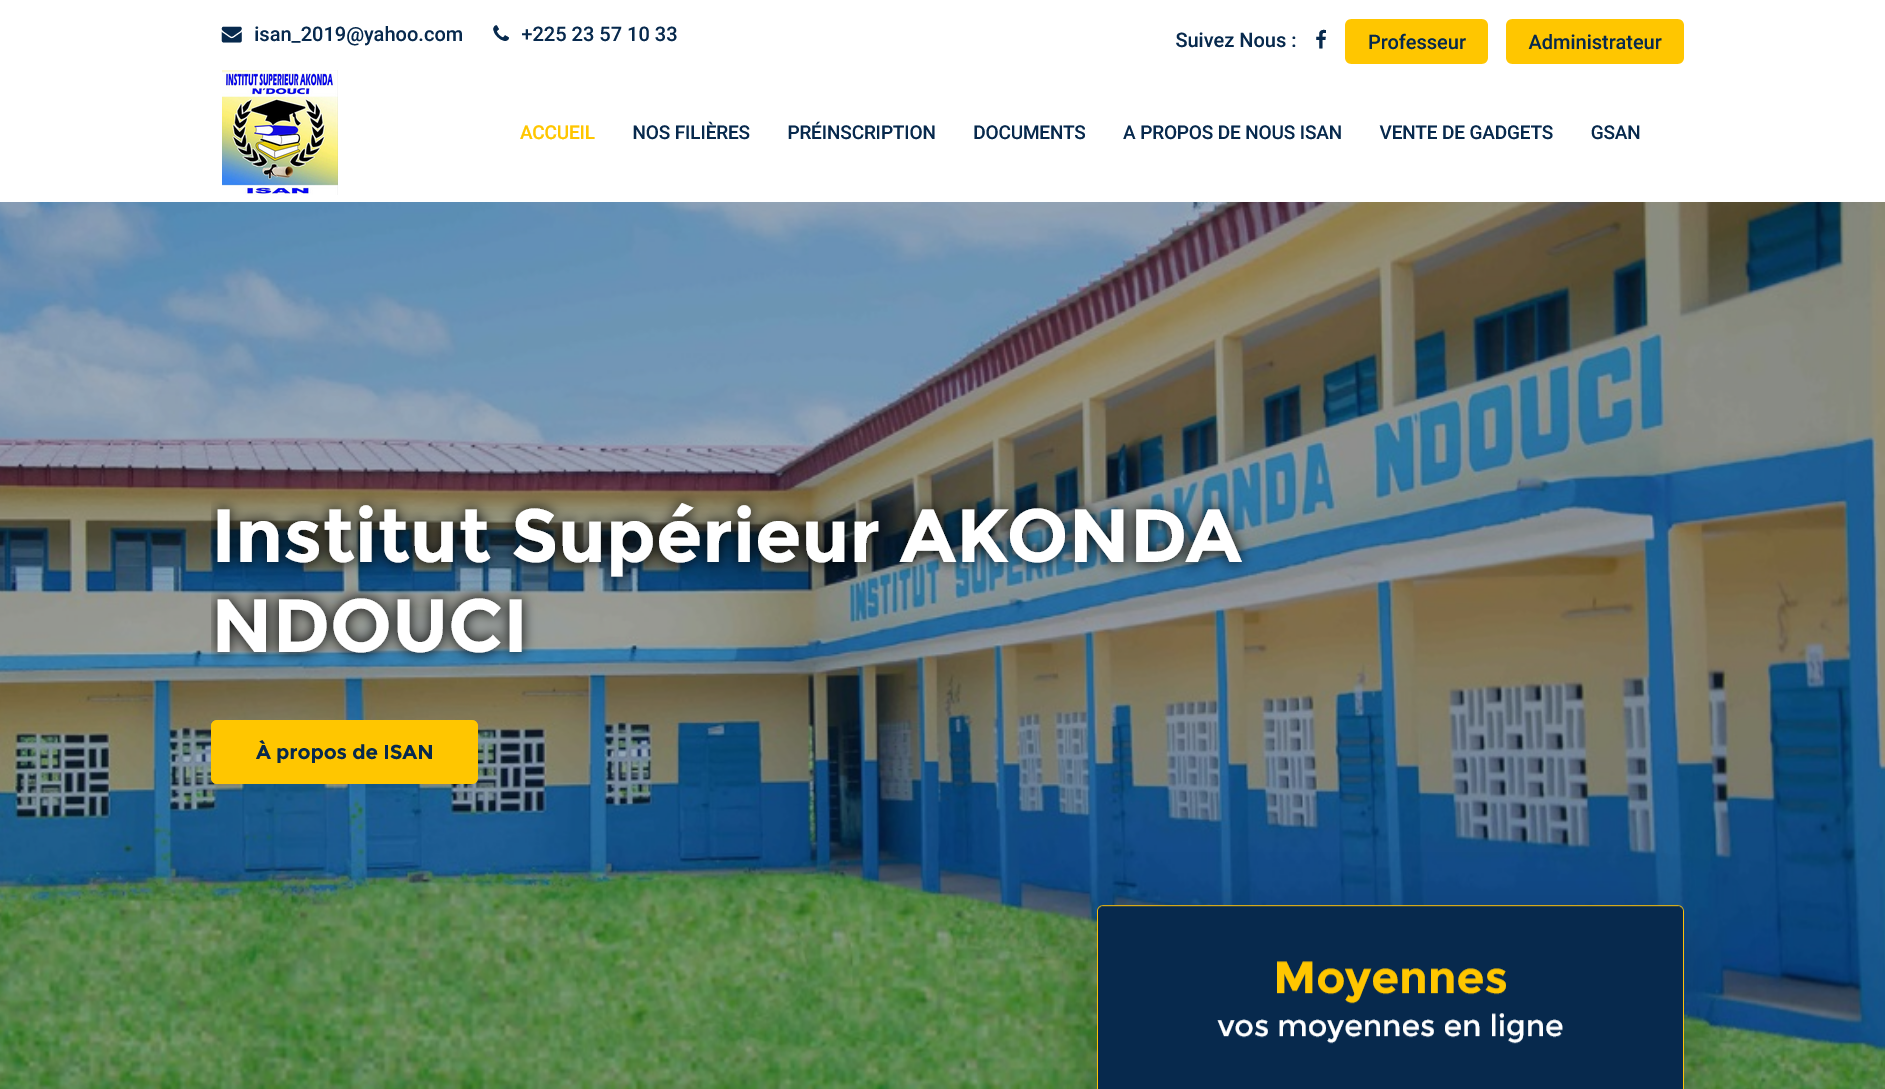 isan_2019@yahoo.com
+225 23 57 10 33
Suivez Nous :
Professeur
Administrateur
INSTITUT SUPERIEUR AKONDA
N'DOUCI
ISAN
ACCUEIL
NOS FILIÈRES
PRÉINSCRIPTION
DOCUMENTS
A PROPOS DE NOUS ISAN
VENTE DE GADGETS
GSAN
INSTITUT SUPERIEUR AKONDA N'DOUCI
Institut Supérieur AKONDA
NDOUCI
À propos de ISAN
Moyennes
vos moyennes en ligne